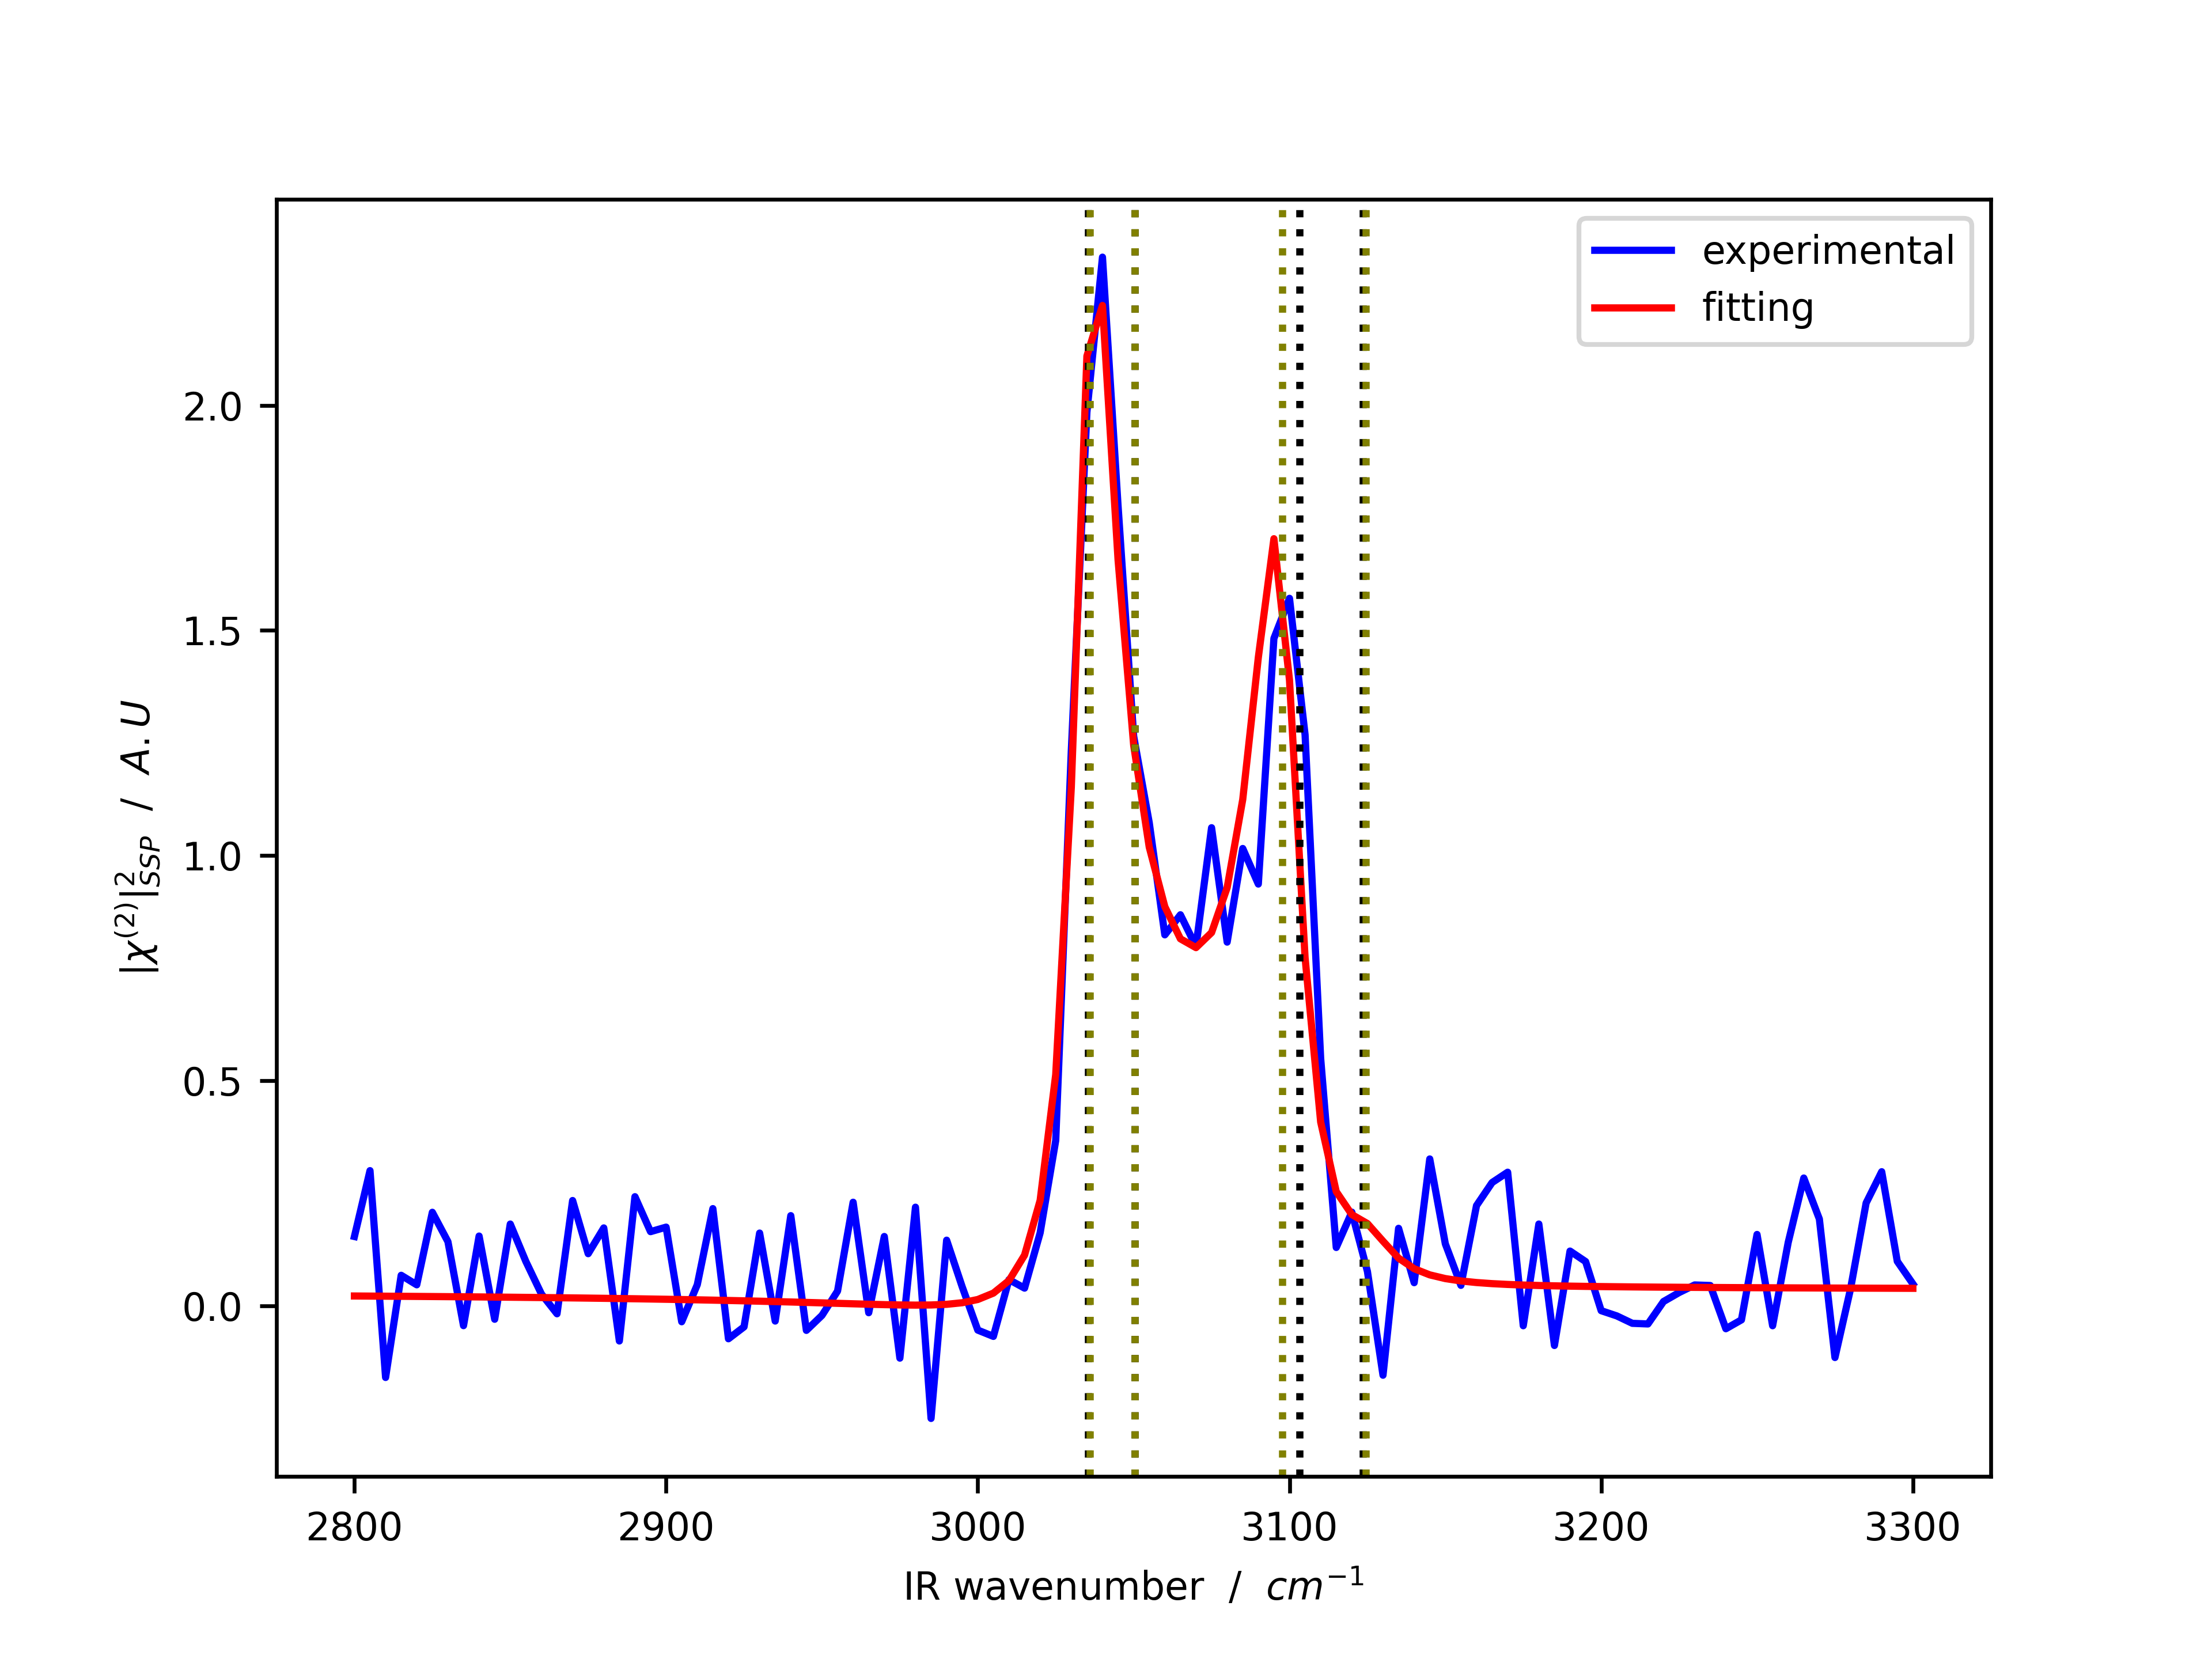 experimental
fitting
2.0
1.5
1.0
0.5
0.0
|χ^(2)|^2_SSP / A.U
2800 2900 3000 3100 3200 3300
IR wavenumber / cm^−1